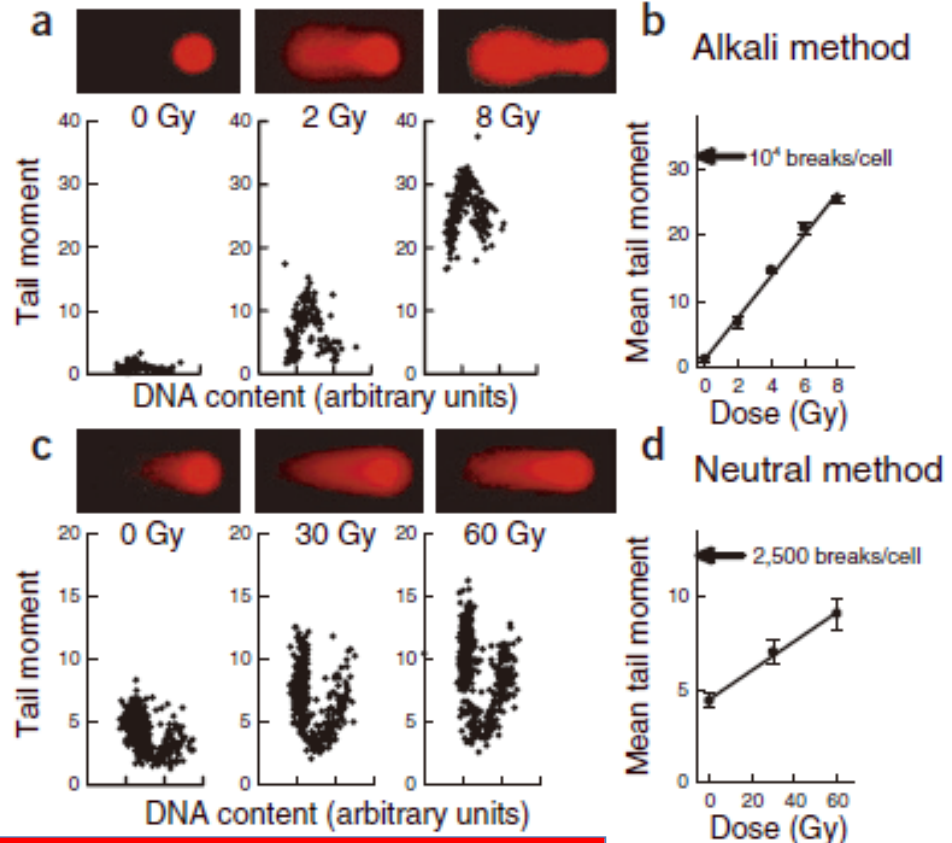 a
0 Gy 2 Gy 8 Gy
40 40 40
30 30 30
20 20 20
10 10 10
0 0 0
Tail moment
DNA content (arbitrary units)
b
Alkali method
Mean tail moment
10⁴ breaks/cell
30
20
10
0
0 2 4 6 8
Dose (Gy)
c
0 Gy 30 Gy 60 Gy
20 20 20
15 15 15
10 10 10
5 5 5
0 0 0
Tail moment
DNA content (arbitrary units)
d
Neutral method
Mean tail moment
2,500 breaks/cell
10
5
0
0 20 40 60
Dose (Gy)